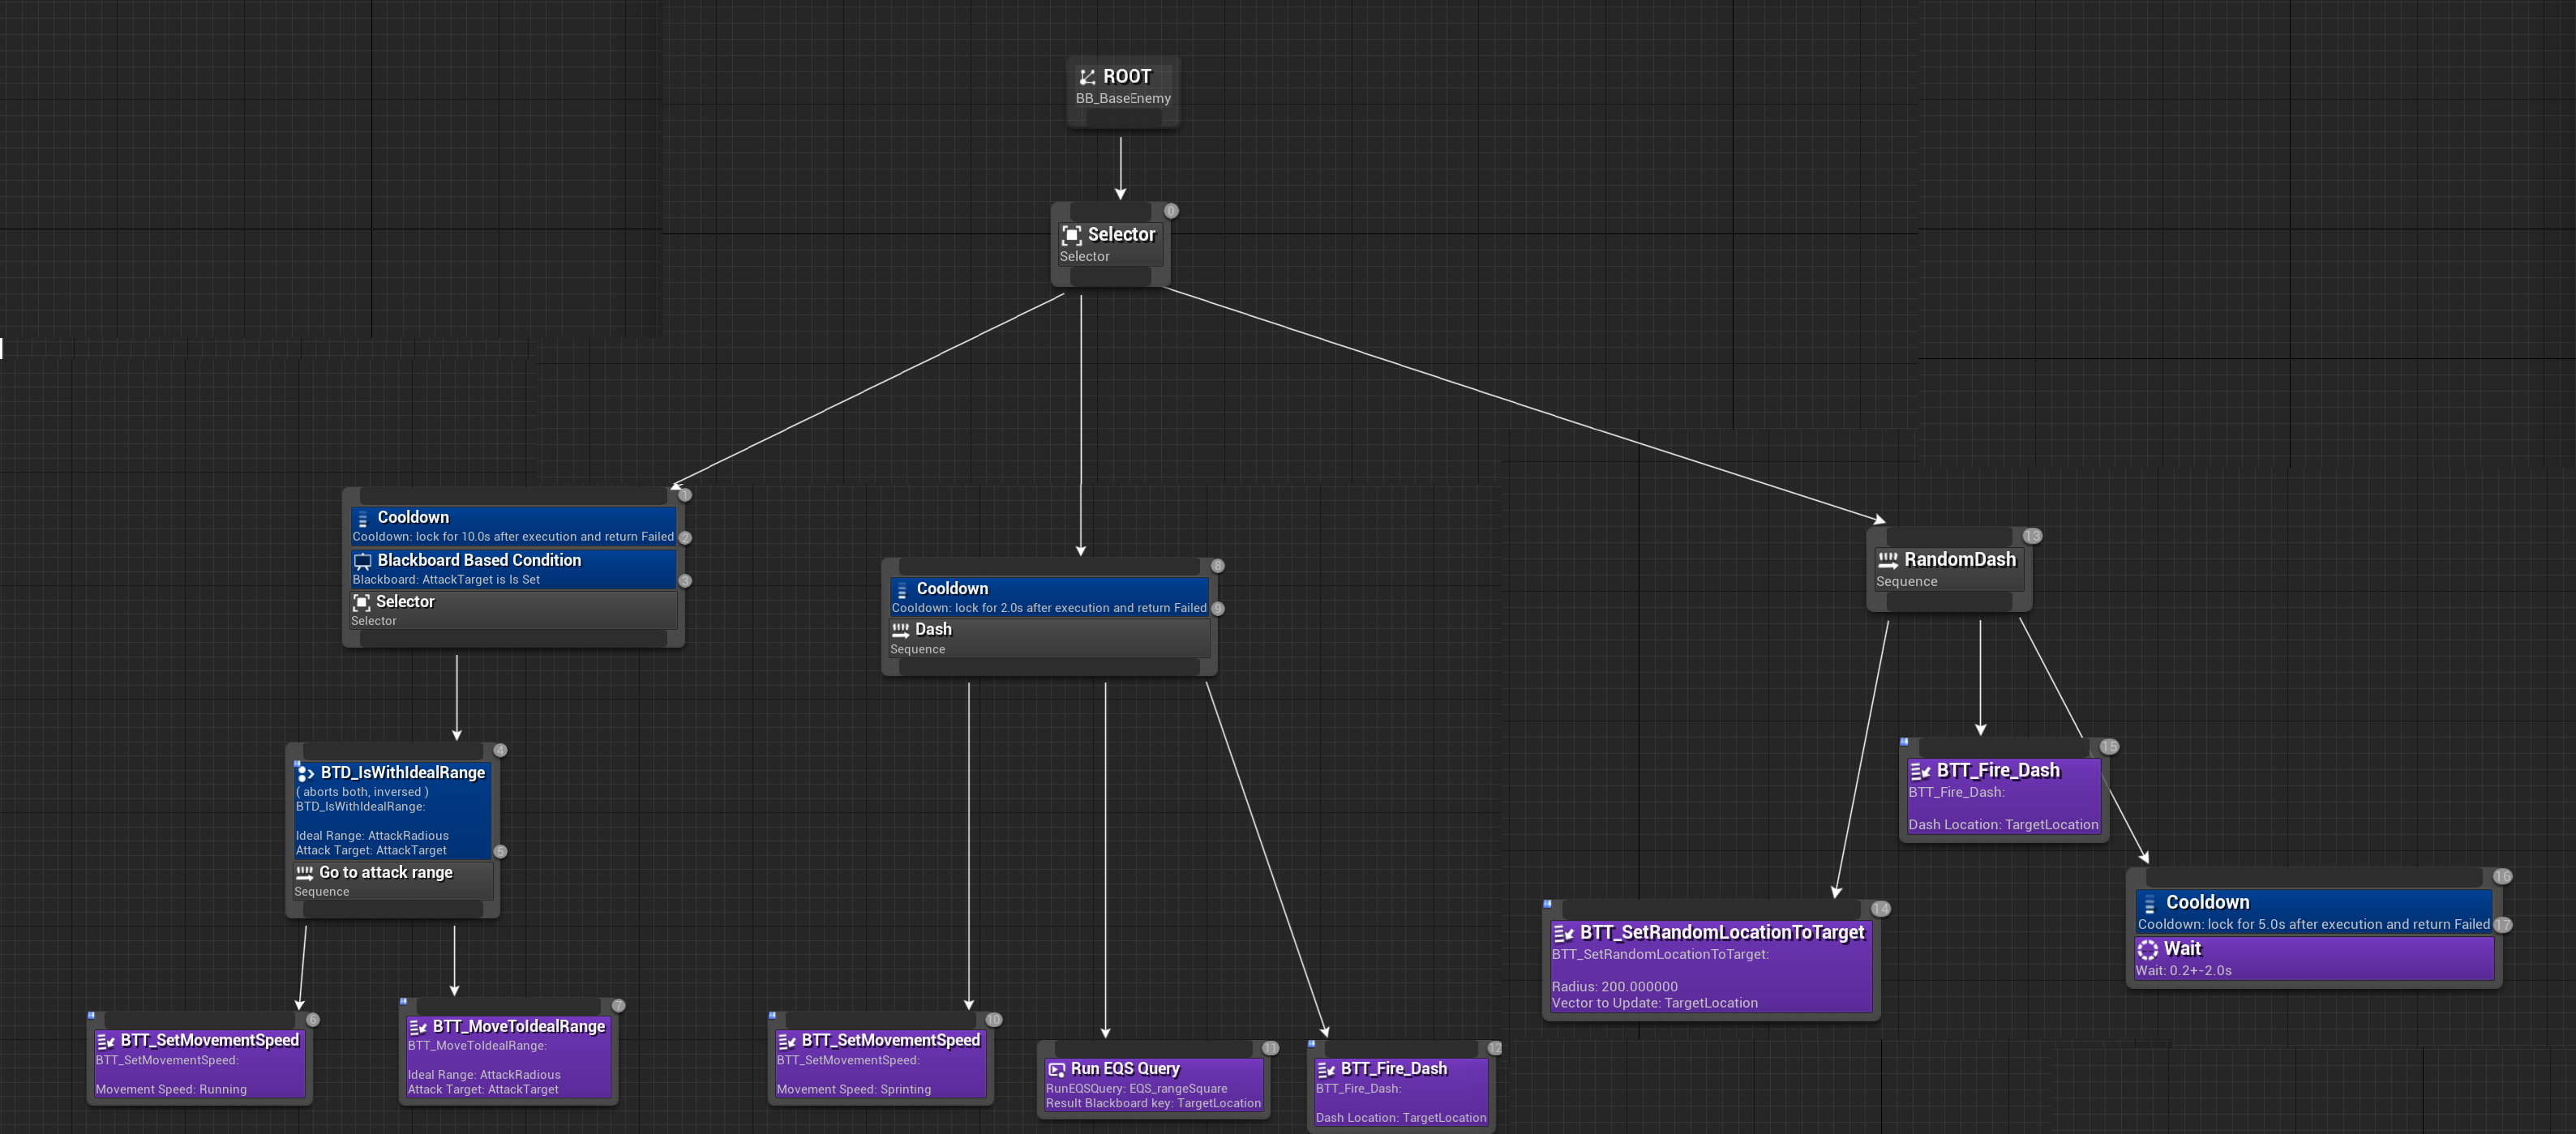 ROOT
BB_BaseEnemy
0
Selector
Selector
1
Cooldown
Cooldown: lock for 10.0s after execution and return Failed
2
Blackboard Based Condition
Blackboard: AttackTarget is Is Set
3
Selector
Selector
8
Cooldown
Cooldown: lock for 2.0s after execution and return Failed
9
Dash
Sequence
13
RandomDash
Sequence
4
BTD_IsWithIdealRange
( aborts both, inversed )
BTD_IsWithIdealRange:
Ideal Range: AttackRadious
Attack Target: AttackTarget
5
Go to attack range
Sequence
15
BTT_Fire_Dash
BTT_Fire_Dash:
Dash Location: TargetLocation
14
BTT_SetRandomLocationToTarget
BTT_SetRandomLocationToTarget:
Radius: 200.000000
Vector to Update: TargetLocation
16
Cooldown
Cooldown: lock for 5.0s after execution and return Failed
17
Wait
Wait: 0.2+-2.0s
6
BTT_SetMovementSpeed
BTT_SetMovementSpeed:
Movement Speed: Running
7
BTT_MoveToIdealRange
BTT_MoveToIdealRange:
Ideal Range: AttackRadious
Attack Target: AttackTarget
10
BTT_SetMovementSpeed
BTT_SetMovementSpeed:
Movement Speed: Sprinting
11
Run EQS Query
RunEQSQuery: EQS_rangeSquare
Result Blackboard key: TargetLocation
12
BTT_Fire_Dash
BTT_Fire_Dash:
Dash Location: TargetLocation